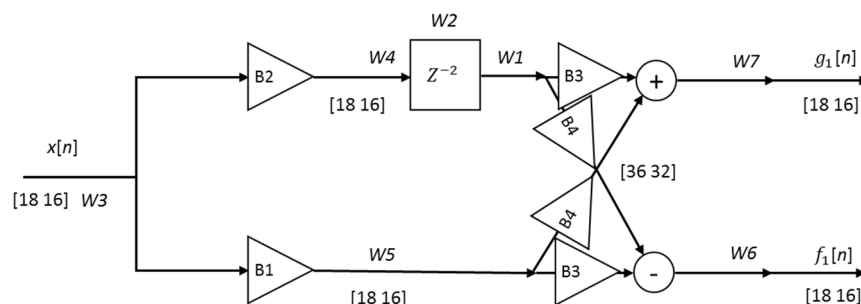 W2
W4
W1
W7
g₁[n]
B2
Z⁻²
B3
+
[18 16]
[18 16]
B4
x[n]
[36 32]
[18 16]
W3
B4
W5
W6
f₁[n]
B1
B3
-
[18 16]
[18 16]